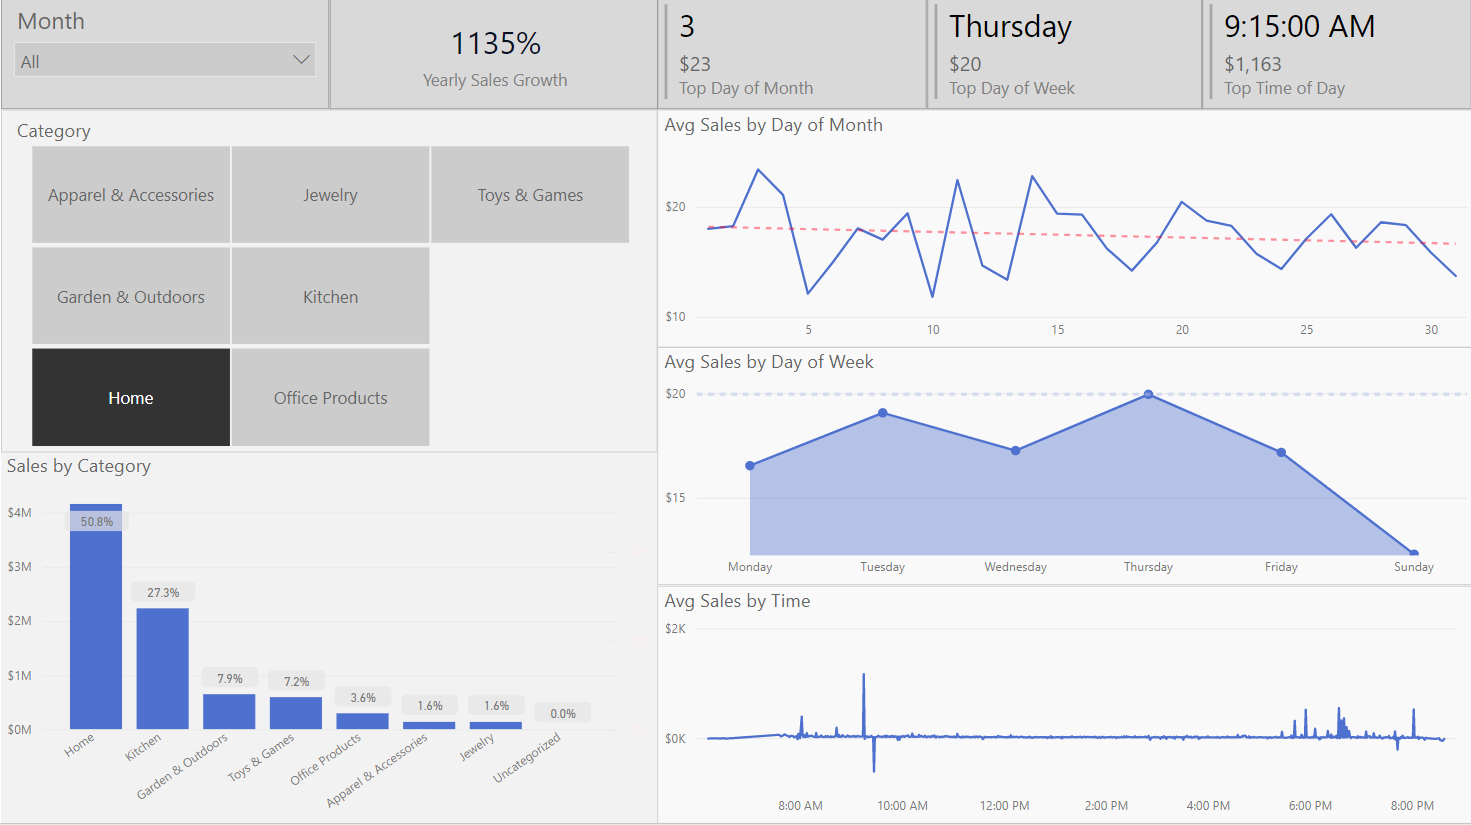 Month
All
1135%
Yearly Sales Growth
3
$23
Top Day of Month
Thursday
$20
Top Day of Week
9:15:00 AM
$1,163
Top Time of Day
Category
Apparel & Accessories
Jewelry
Toys & Games
Garden & Outdoors
Kitchen
Home
Office Products
Sales by Category
$4M
$3M
$2M
$1M
$0M
50.8%
27.3%
7.9%
7.2%
3.6%
1.6%
1.6%
0.0%
Home
Kitchen
Garden & Outdoors
Toys & Games
Office Products
Apparel & Accessories
Jewelry
Uncategorized
Avg Sales by Day of Month
$20
$10
5
10
15
20
25
30
Avg Sales by Day of Week
$20
$15
Monday
Tuesday
Wednesday
Thursday
Friday
Sunday
Avg Sales by Time
$2K
$0K
8:00 AM
10:00 AM
12:00 PM
2:00 PM
4:00 PM
6:00 PM
8:00 PM